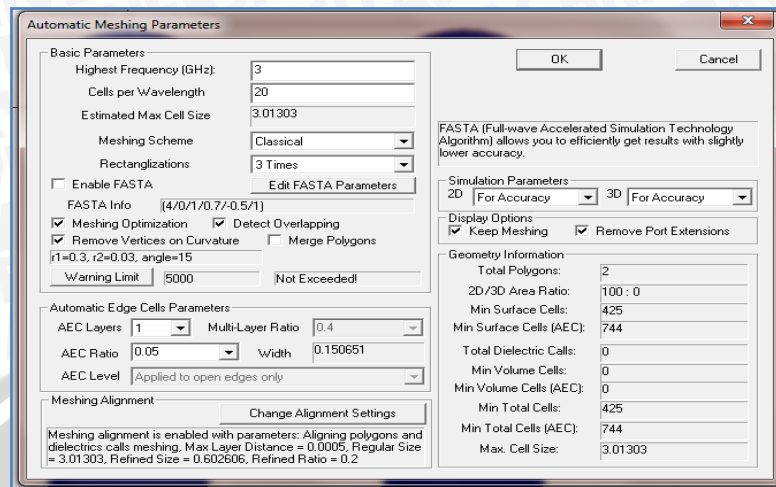 Automatic Meshing Parameters
Basic Parameters
Highest Frequency (GHz): 3
Cells per Wavelength 20
Estimated Max Cell Size 3.01303
Meshing Scheme Classical
Rectanglizations 3 Times
Enable FASTA Edit FASTA Parameters
FASTA Info (4/0/1/0.7/-0.5/1)
Meshing Optimization Detect Overlapping
Remove Vertices on Curvature Merge Polygons
r1=0.3, r2=0.03, angle=15
Warning Limit 5000 Not Exceeded!
Automatic Edge Cells Parameters
AEC Layers 1 Multi-Layer Ratio 0.4
AEC Ratio 0.05 Width 0.150651
AEC Level Applied to open edges only
Meshing Alignment
Change Alignment Settings
Meshing alignment is enabled with parameters: Aligning polygons and
dielectrics calls meshing, Max Layer Distance = 0.0005, Regular Size
= 3.01303, Refined Size = 0.602606, Refined Ratio = 0.2
OK Cancel
FASTA (Full-wave Accelerated Simulation Technology
Algorithm) allows you to efficiently get results with slightly
lower accuracy.
Simulation Parameters
2D For Accuracy 3D For Accuracy
Display Options
Keep Meshing Remove Port Extensions
Geometry Information
Total Polygons: 2
2D/3D Area Ratio: 100 : 0
Min Surface Cells: 425
Min Surface Cells (AEC): 744
Total Dielectric Calls: 0
Min Volume Cells: 0
Min Volume Cells (AEC): 0
Min Total Cells: 425
Min Total Cells (AEC): 744
Max. Cell Size: 3.01303